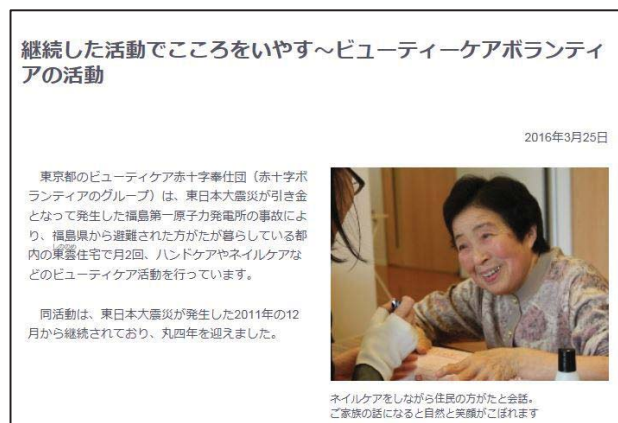 継続した活動でこころをいやす～ビューティーケアボランティ
アの活動
2016年3月25日
東京都のビューティケア赤十字奉仕団（赤十字ボ
ランティアのグループ）は、東日本大震災が引き金
となって発生した福島第一原子力発電所の事故によ
り、福島県から避難された方がたが暮らしている都
内の東雲住宅で月2回、ハンドケアやネイルケアな
どのビューティケア活動を行っています。
同活動は、東日本大震災が発生した2011年の12
月から継続されており、丸四年を迎えました。
ネイルケアをしながら住民の方がたと会話。
ご家族の話になると自然と笑顔がこぼれます